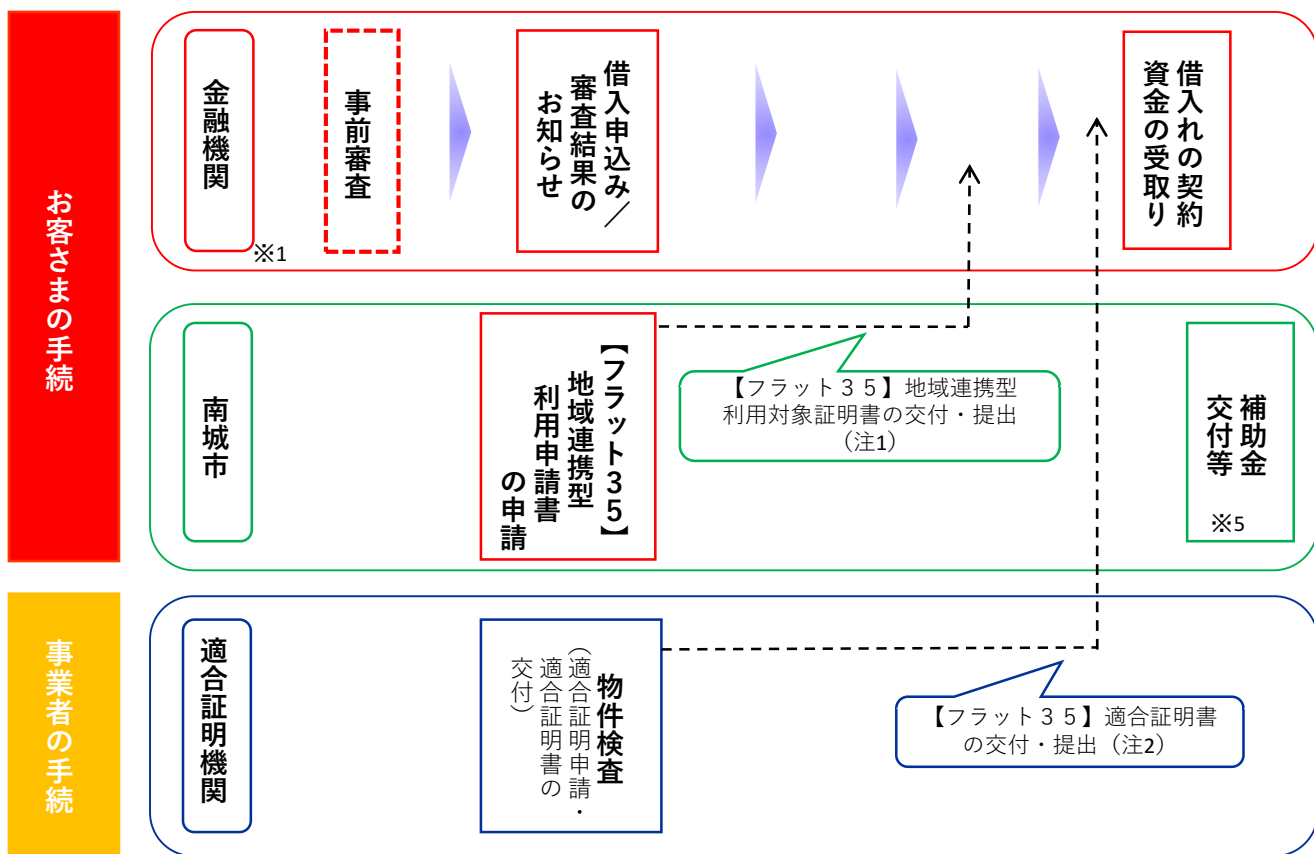 お客さまの手続
金融機関
※1
事前審査
借入申込み／
審査結果の
お知らせ
借入れの契約
資金の受取り
南城市
【フラット３５】
地域連携型
利用申請書
の申請
【フラット３５】地域連携型
利用対象証明書の交付・提出
（注1）
補助金
交付等
※5
事業者の手続
適合証明機関
物件検査
（適合証明申請・
適合証明書の
交付）
【フラット３５】適合証明書
の交付・提出（注2）